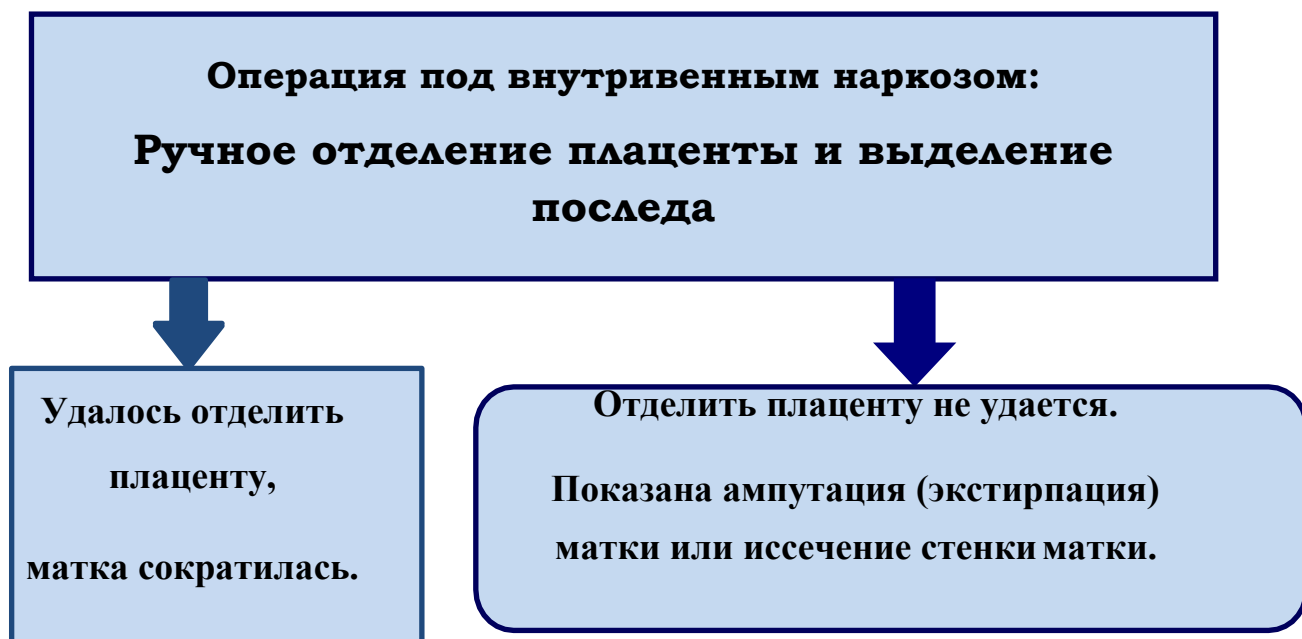 Операция под внутривенным наркозом:
Ручное отделение плаценты и выделение
последа
Удалось отделить
плаценту,
матка сократилась.
Отделить плаценту не удается.
Показана ампутация (экстирпация)
матки или иссечение стенки матки.